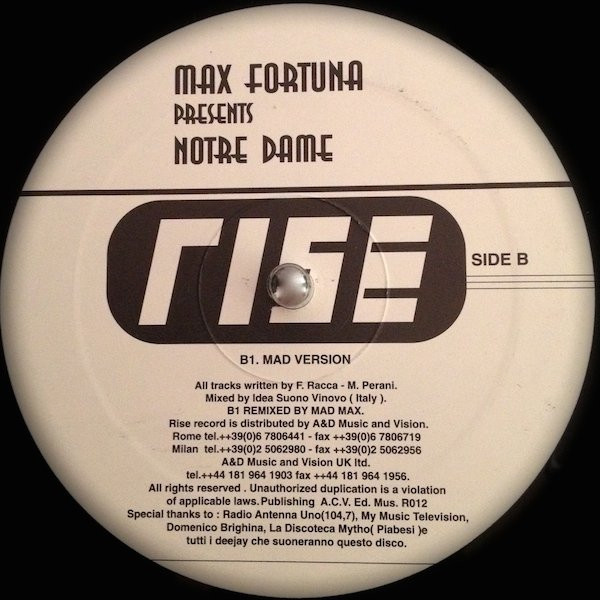 MAX FORTUNA
PRESENTS
NOTRE DAME
rise
SIDE B
B1. MAD VERSION
All tracks written by F. Racca - M. Perani.
Mixed by Idea Suono Vinovo ( Italy ).
B1 REMIXED BY MAD MAX.
Rise record is distributed by A&D Music and Vision.
Rome tel.++39(0)6 7806441 - fax ++39(0)6 7806719
Milan tel.++39(0)2 5062980 - fax ++39(0)2 5062956
A&D Music and Vision UK ltd.
tel.++44 181 964 1903 fax ++44 181 964 1956.
All rights reserved . Unauthorized duplication is a violation
of applicable laws.Publishing A.C.V. Ed. Mus. R012
Special thanks to : Radio Antenna Uno(104,7), My Music Television,
Domenico Brighina, La Discoteca Mytho( Piabesi )e
tutti i deejay che suoneranno questo disco.